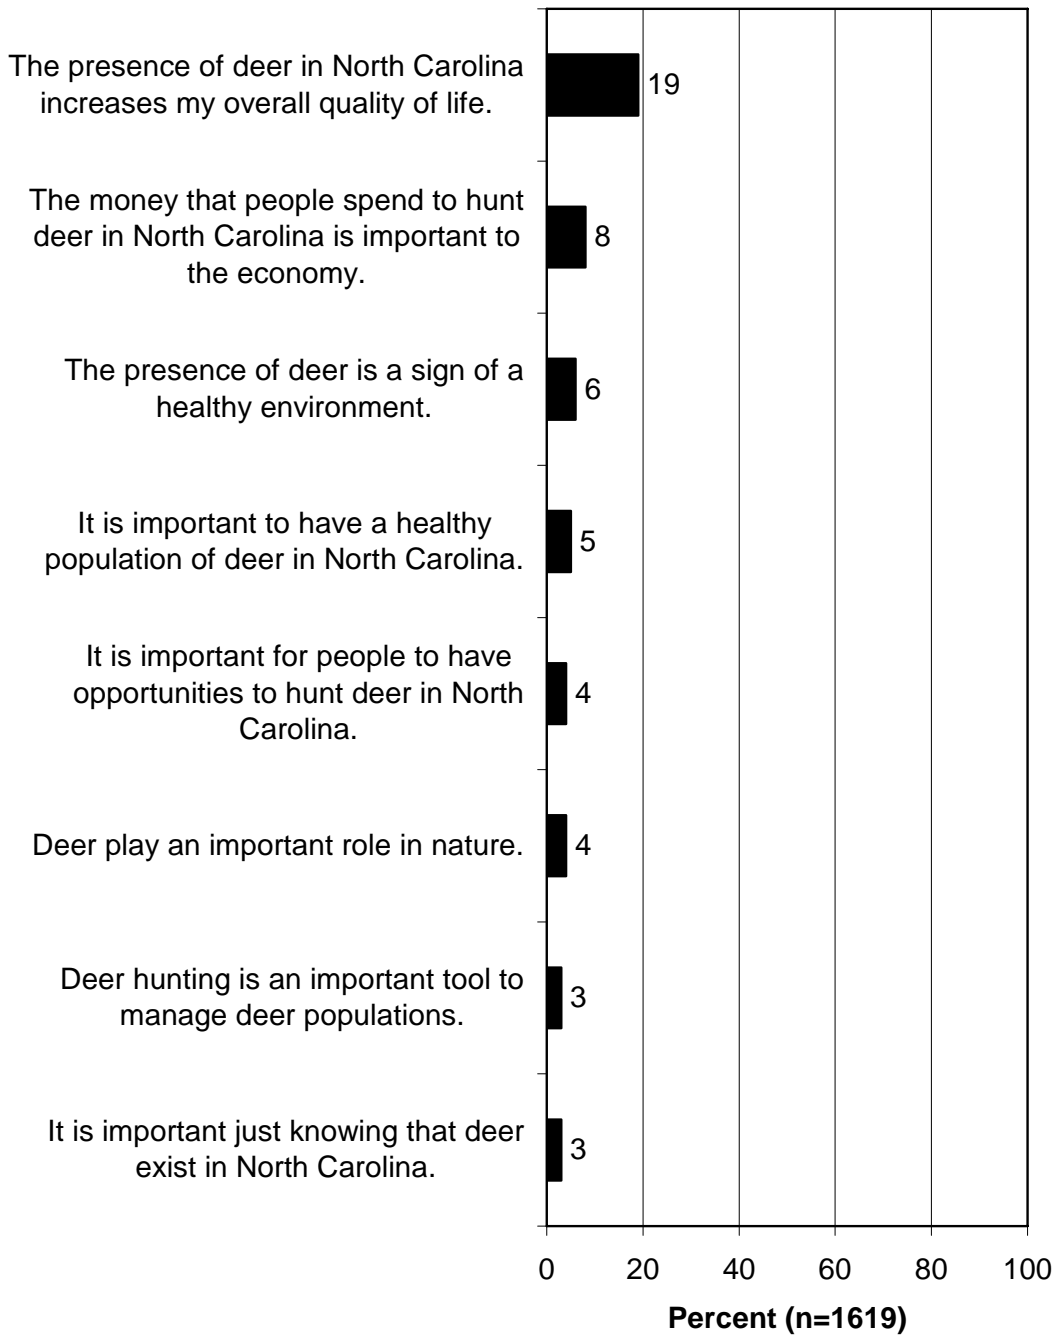 The presence of deer in North Carolina
increases my overall quality of life.
19
The money that people spend to hunt
deer in North Carolina is important to
the economy.
8
The presence of deer is a sign of a
healthy environment.
6
It is important to have a healthy
population of deer in North Carolina.
5
It is important for people to have
opportunities to hunt deer in North
Carolina.
4
Deer play an important role in nature.
4
Deer hunting is an important tool to
manage deer populations.
3
It is important just knowing that deer
exist in North Carolina.
3
0 20 40 60 80 100
Percent (n=1619)